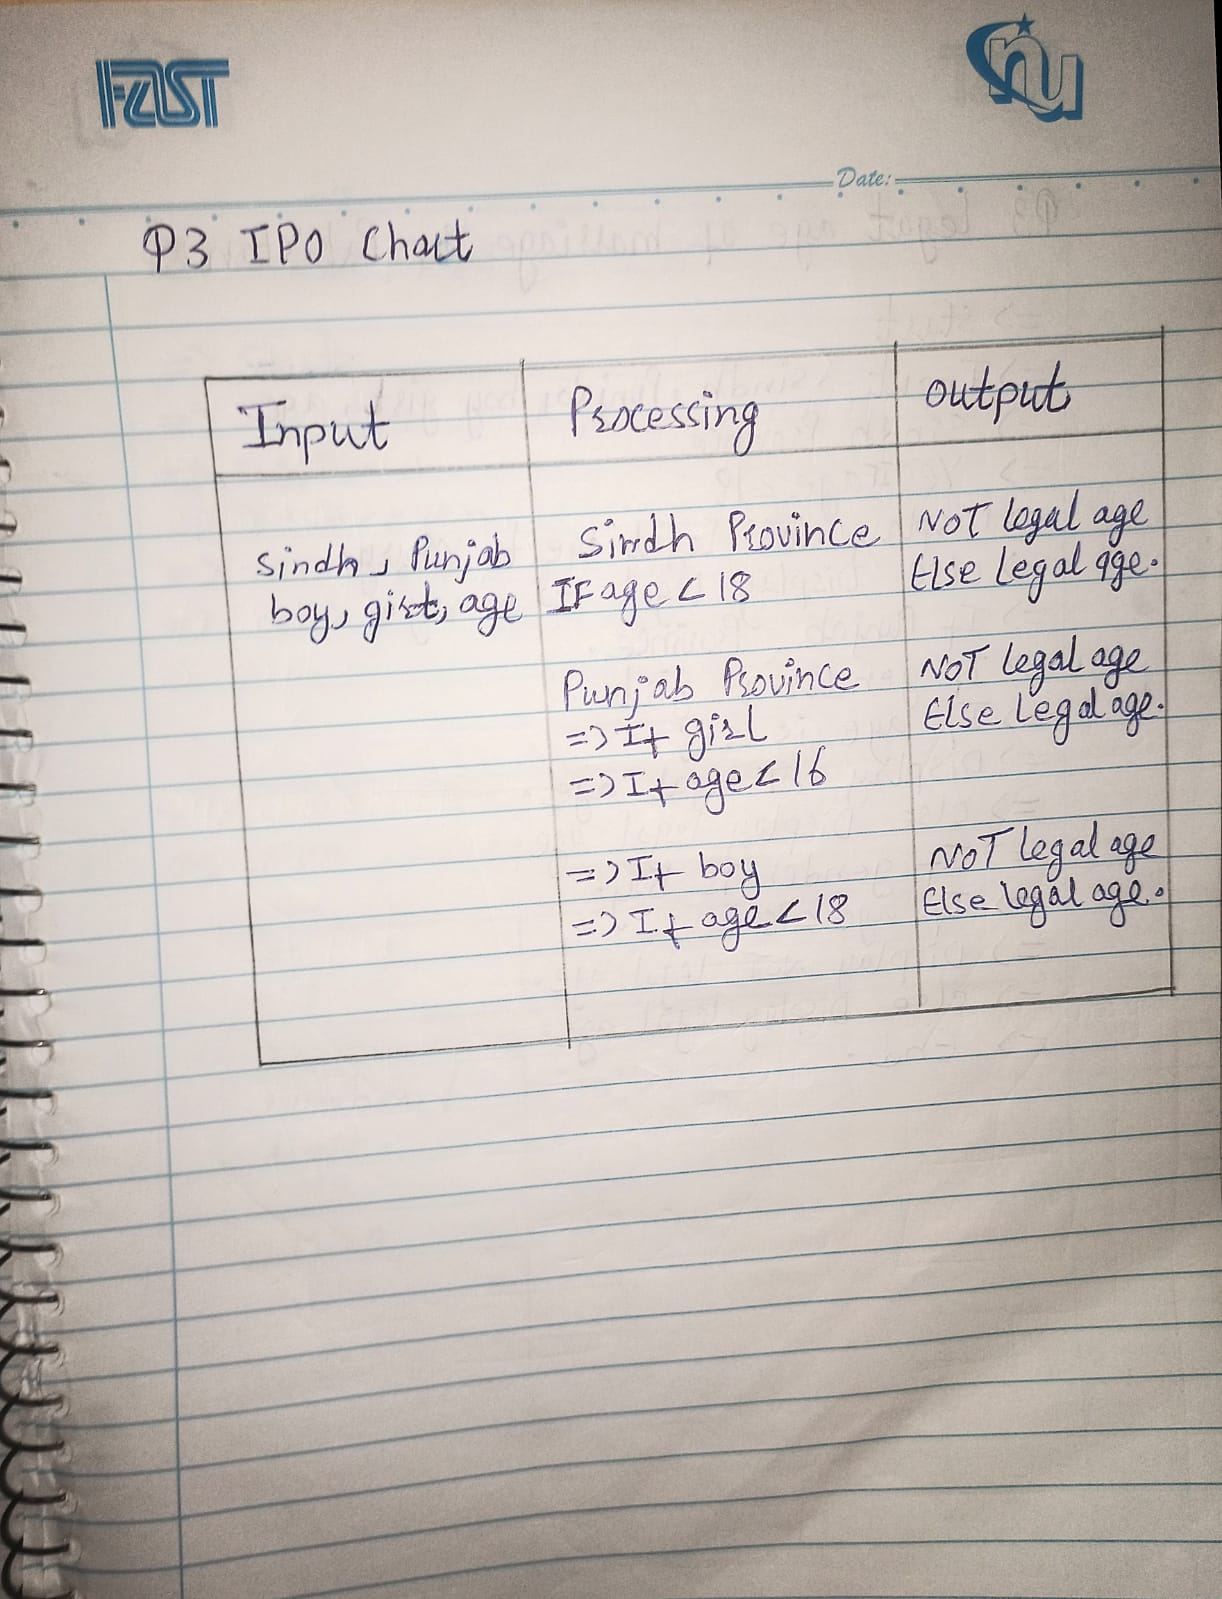 FAST
nu
Date:
Q3 IPO Chart
Input
Processing
output
sindh, Punjab
boy, girl, age
Sindh Province
IF age < 18
NOT legal age
Else Legal age.
Punjab Province
=> If girl
=> If age < 16
NOT legal age
Else Legal age.
=> If boy
=> If age < 18
NOT legal age
Else legal age.